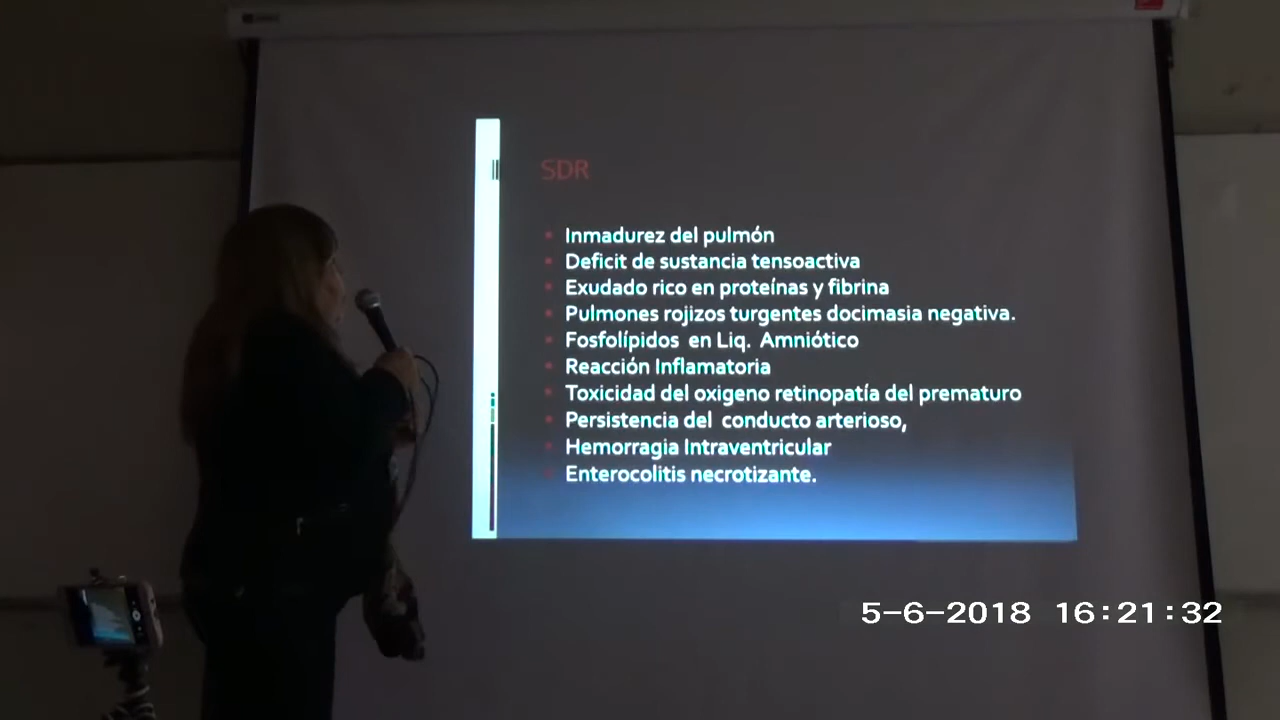 SDR
Inmadurez del pulmón
Deficit de sustancia tensoactiva
Exudado rico en proteínas y fibrina
Pulmones rojizos turgentes docimasia negativa.
Fosfolípidos en Liq. Amniótico
Reacción Inflamatoria
Toxicidad del oxigeno retinopatía del prematuro
Persistencia del conducto arterioso,
Hemorragia Intraventricular
Enterocolitis necrotizante.
5-6-2018 16:21:32